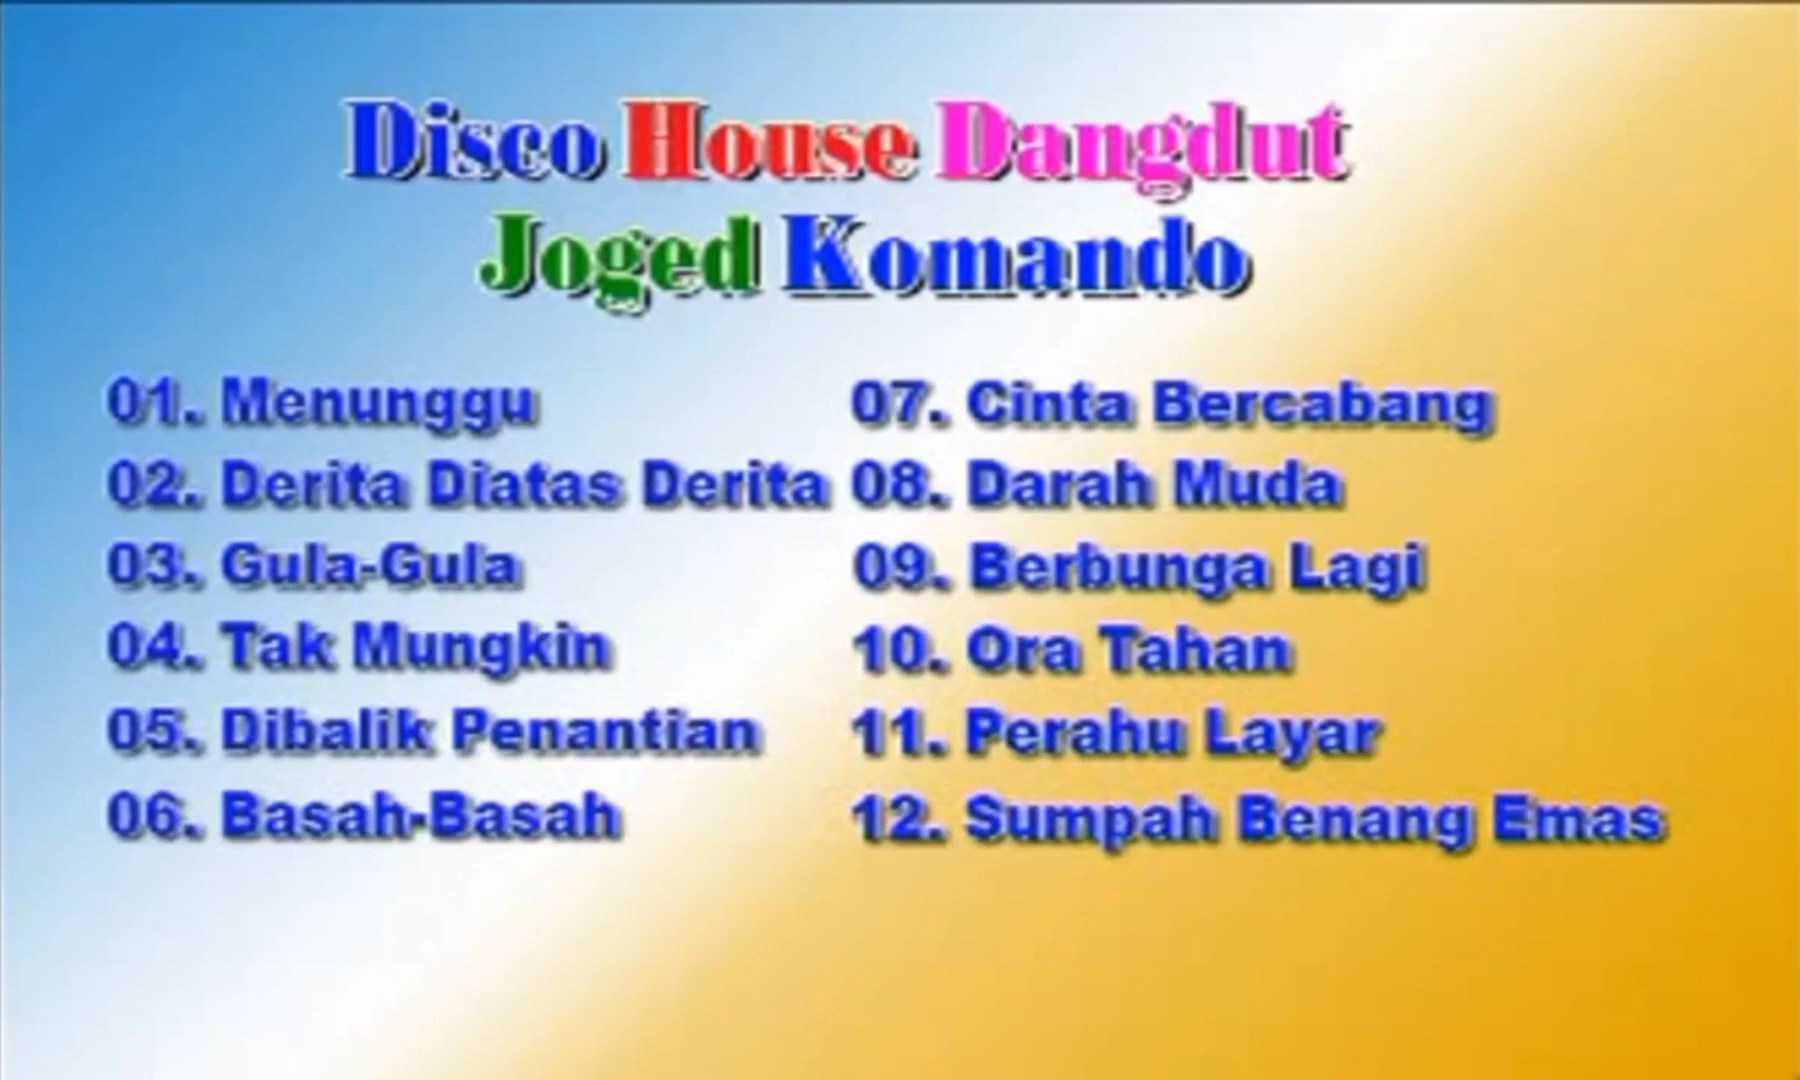 Disco House Dangdut
Joged Komando
01. Menunggu
02. Derita Diatas Derita
03. Gula-Gula
04. Tak Mungkin
05. Dibalik Penantian
06. Basah-Basah
07. Cinta Bercabang
08. Darah Muda
09. Berbunga Lagi
10. Ora Tahan
11. Perahu Layar
12. Sumpah Benang Emas